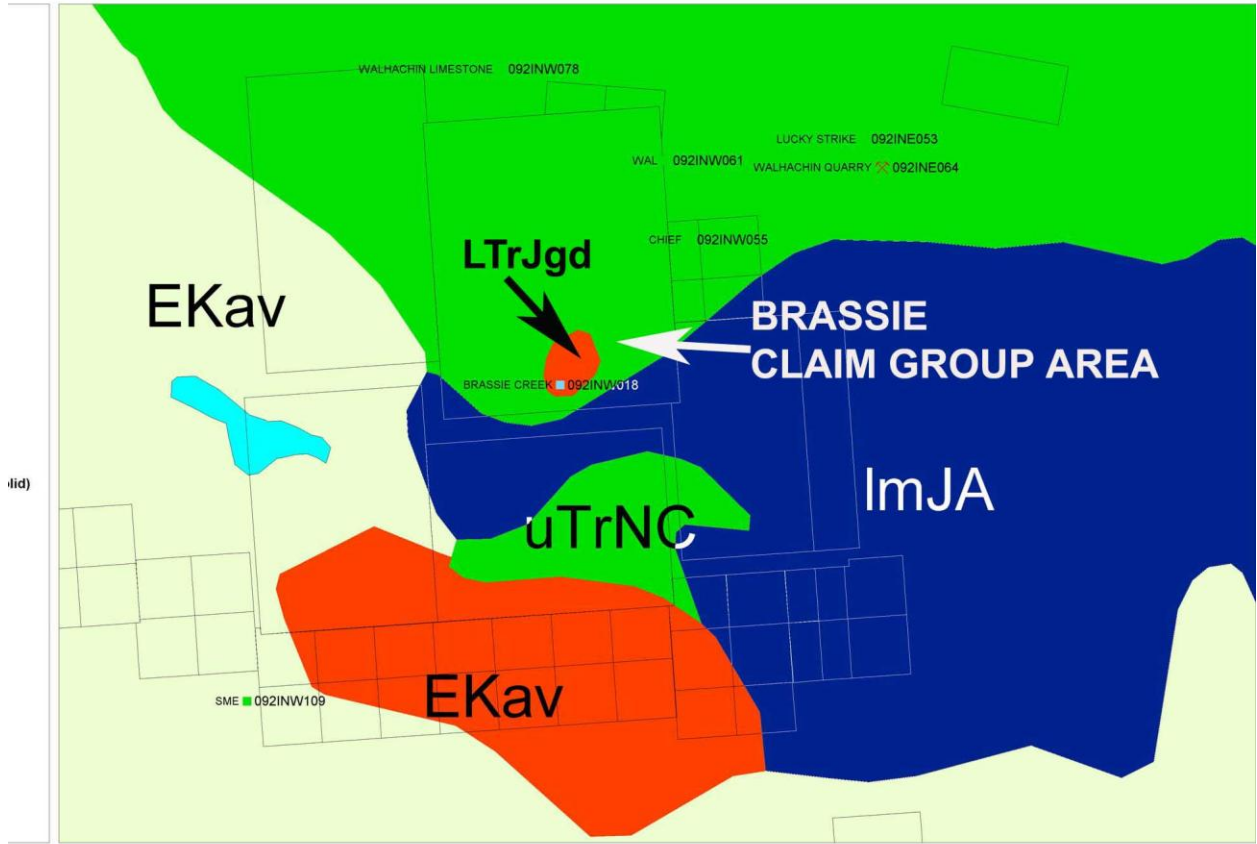 WALHACHIN LIMESTONE 092INW078
LUCKY STRIKE 092INE053
WAL 092INW061
WALHACHIN QUARRY 092INE064
CHIEF 092INW055
LTrJgd
EKav
BRASSIE
CLAIM GROUP AREA
BRASSIE CREEK 092INW018
lid)
lmJA
uTrNC
EKav
SME 092INW109